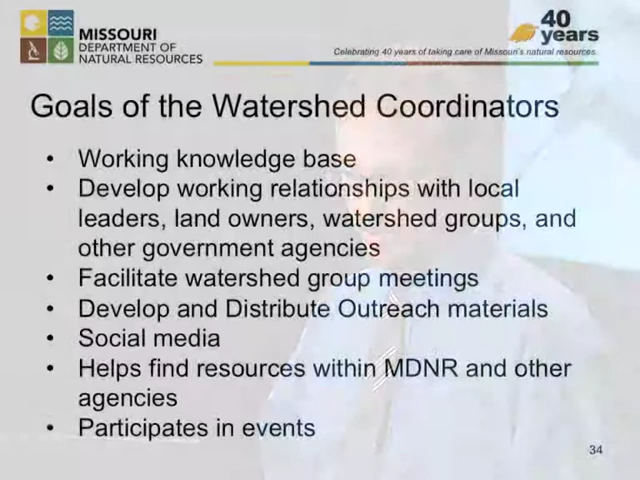 MISSOURI
DEPARTMENT OF
NATURAL RESOURCES
40
years
Celebrating 40 years of taking care of Missouri's natural resources.
Goals of the Watershed Coordinators
• Working knowledge base
• Develop working relationships with local
leaders, land owners, watershed groups, and
other government agencies
• Facilitate watershed group meetings
• Develop and Distribute Outreach materials
• Social media
• Helps find resources within MDNR and other
agencies
• Participates in events
34